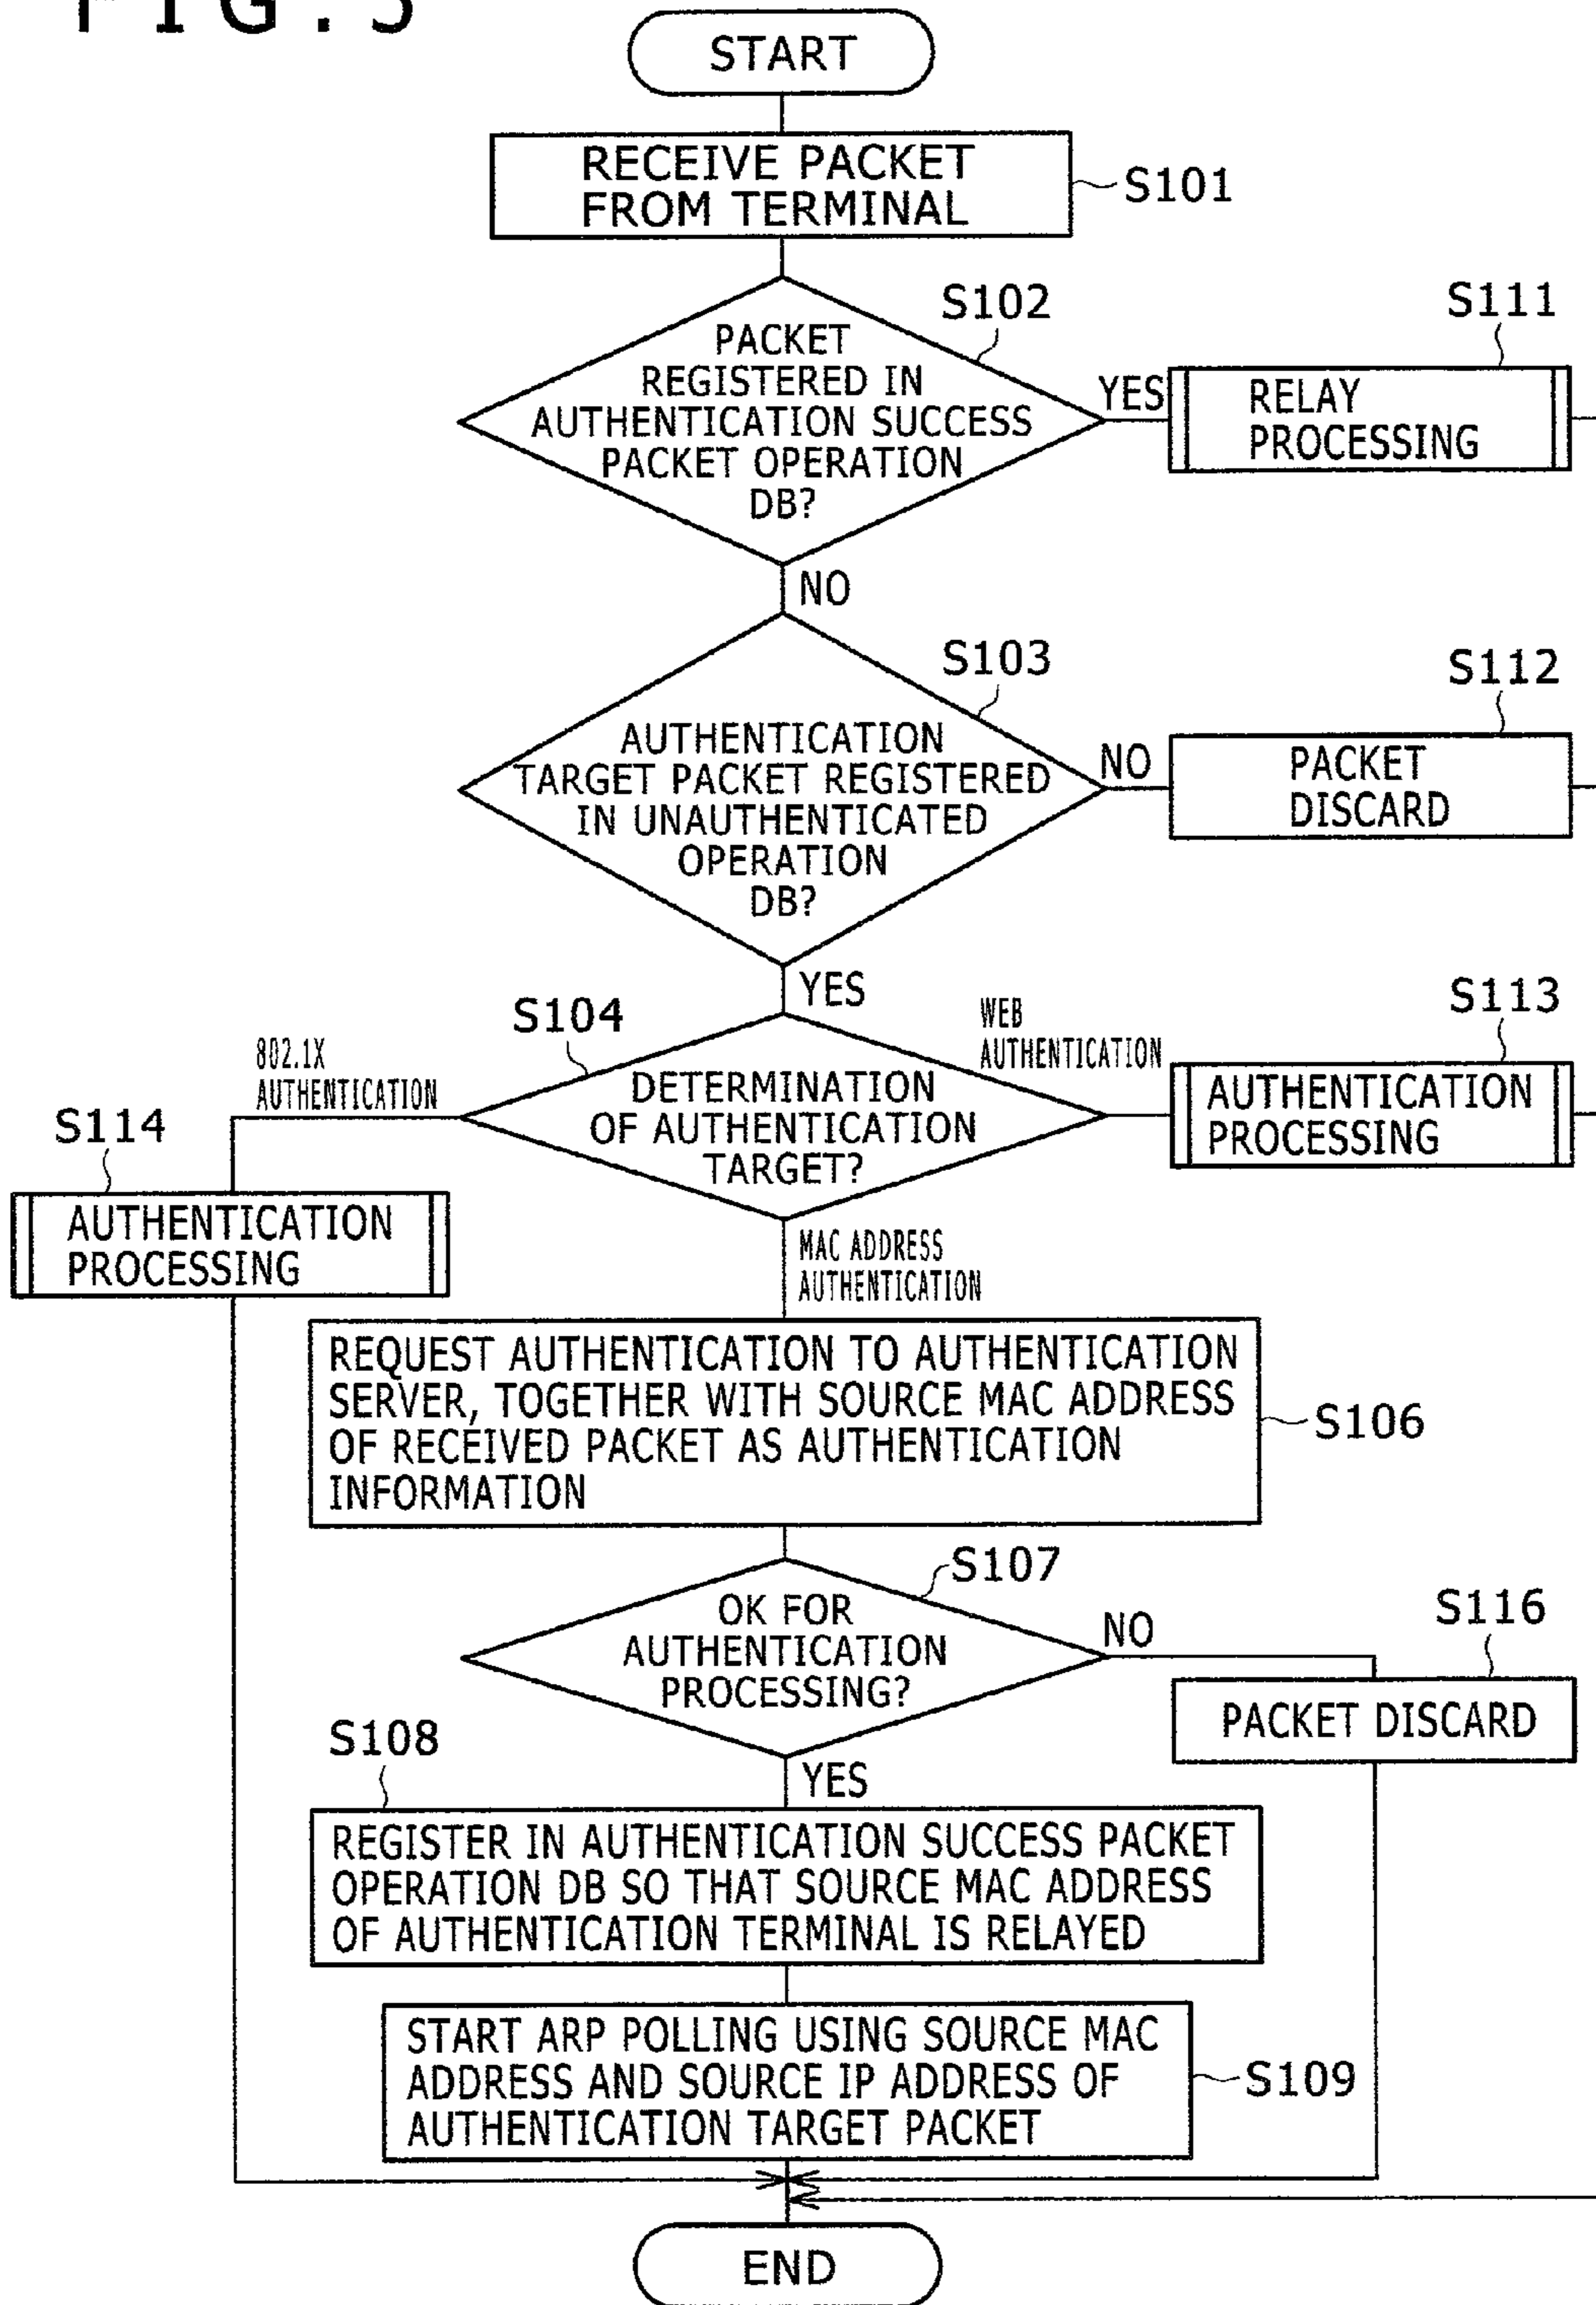 FIG.5
START
RECEIVE PACKET
FROM TERMINAL
S101
S102
PACKET
REGISTERED IN
AUTHENTICATION SUCCESS
PACKET OPERATION
DB?
YES
S111
RELAY
PROCESSING
NO
S103
AUTHENTICATION
TARGET PACKET REGISTERED
IN UNAUTHENTICATED
OPERATION
DB?
NO
S112
PACKET
DISCARD
YES
S104
802.1X
AUTHENTICATION
DETERMINATION
OF AUTHENTICATION
TARGET?
WEB
AUTHENTICATION
S113
AUTHENTICATION
PROCESSING
S114
AUTHENTICATION
PROCESSING
MAC ADDRESS
AUTHENTICATION
REQUEST AUTHENTICATION TO AUTHENTICATION
SERVER, TOGETHER WITH SOURCE MAC ADDRESS
OF RECEIVED PACKET AS AUTHENTICATION
INFORMATION
S106
S107
OK FOR
AUTHENTICATION
PROCESSING?
NO
S116
PACKET DISCARD
YES
S108
REGISTER IN AUTHENTICATION SUCCESS PACKET
OPERATION DB SO THAT SOURCE MAC ADDRESS
OF AUTHENTICATION TERMINAL IS RELAYED
START ARP POLLING USING SOURCE MAC
ADDRESS AND SOURCE IP ADDRESS OF
AUTHENTICATION TARGET PACKET
S109
END